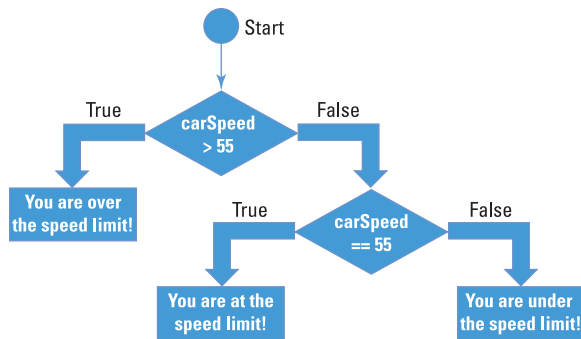 Start
True
False
carSpeed
> 55
You are over
the speed limit!
True
False
carSpeed
== 55
You are at the
speed limit!
You are under
the speed limit!